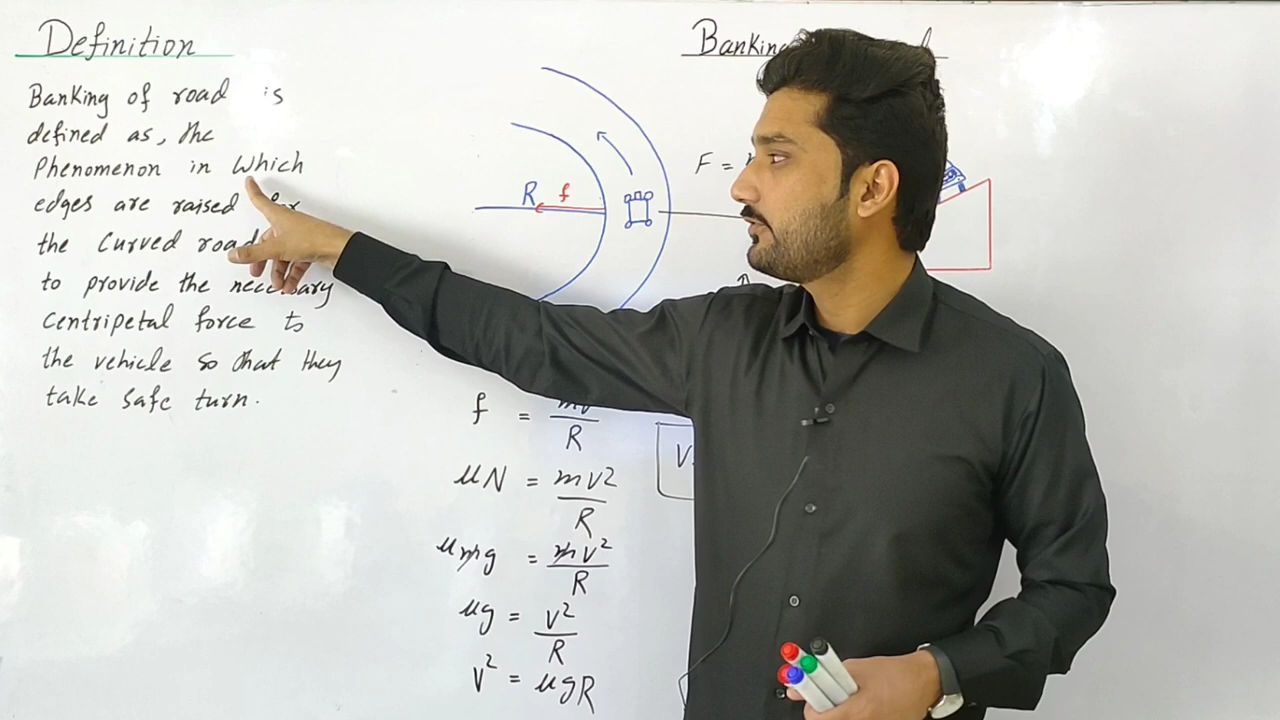 Definition
Banking of road is
defined as, the
Phenomenon in which
edges are raised for
the Curved road
to provide the necessary
Centripetal force to
the vehicle so that they
take safe turn.
Banking
R f
F =
f = mv
R
μN = mv²
R
μmg = mv²
R
μg = v²
R
v² = μgR
V